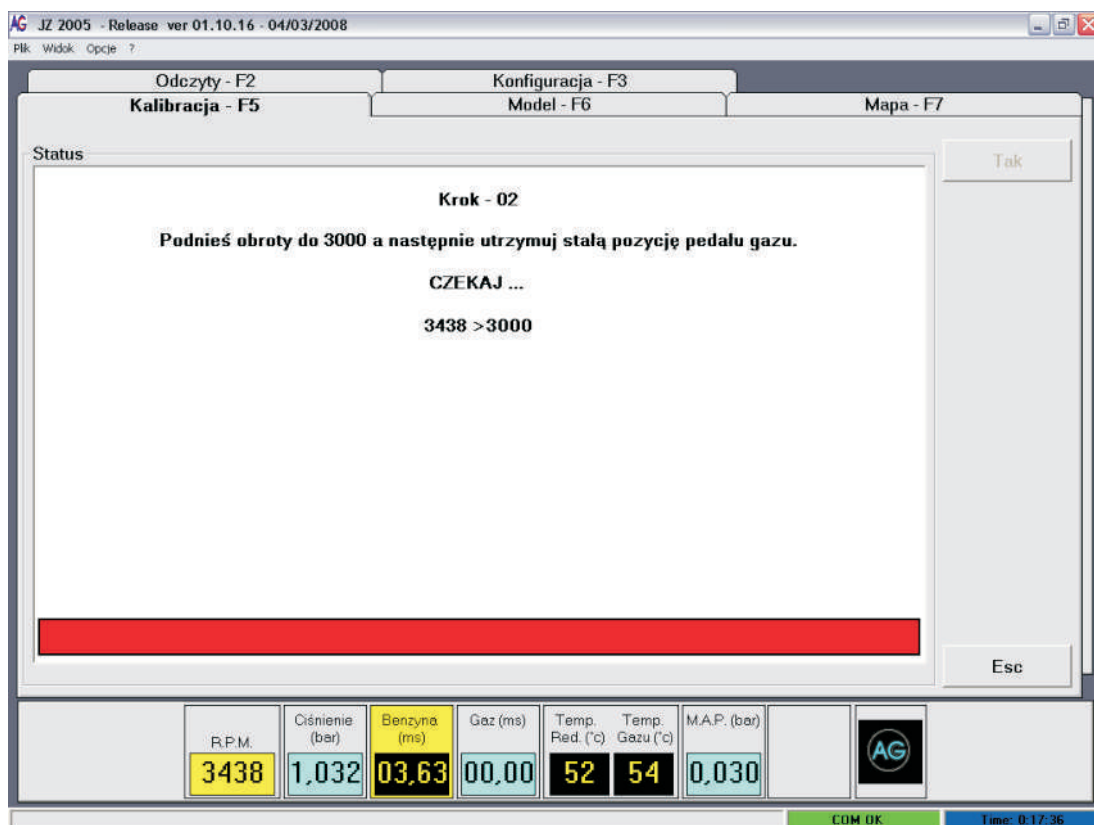 AG JZ 2005 - Release ver 01.10.16 - 04/03/2008
Plik Widok Opcje ?
Odczyty - F2 Konfiguracja - F3
Kalibracja - F5 Model - F6 Mapa - F7
Status
Tak
Krok - 02
Podnieś obroty do 3000 a następnie utrzymuj stałą pozycję pedału gazu.
CZEKAJ ...
3438 >3000
Esc
R.P.M.
3438
Ciśnienie
(bar)
1,032
Benzyna
(ms)
03,63
Gaz (ms)
00,00
Temp. Temp.
Red. (°c) Gazu (°c)
52 54
M.A.P. (bar)
0,030
AG
COM OK Time: 0:17:36